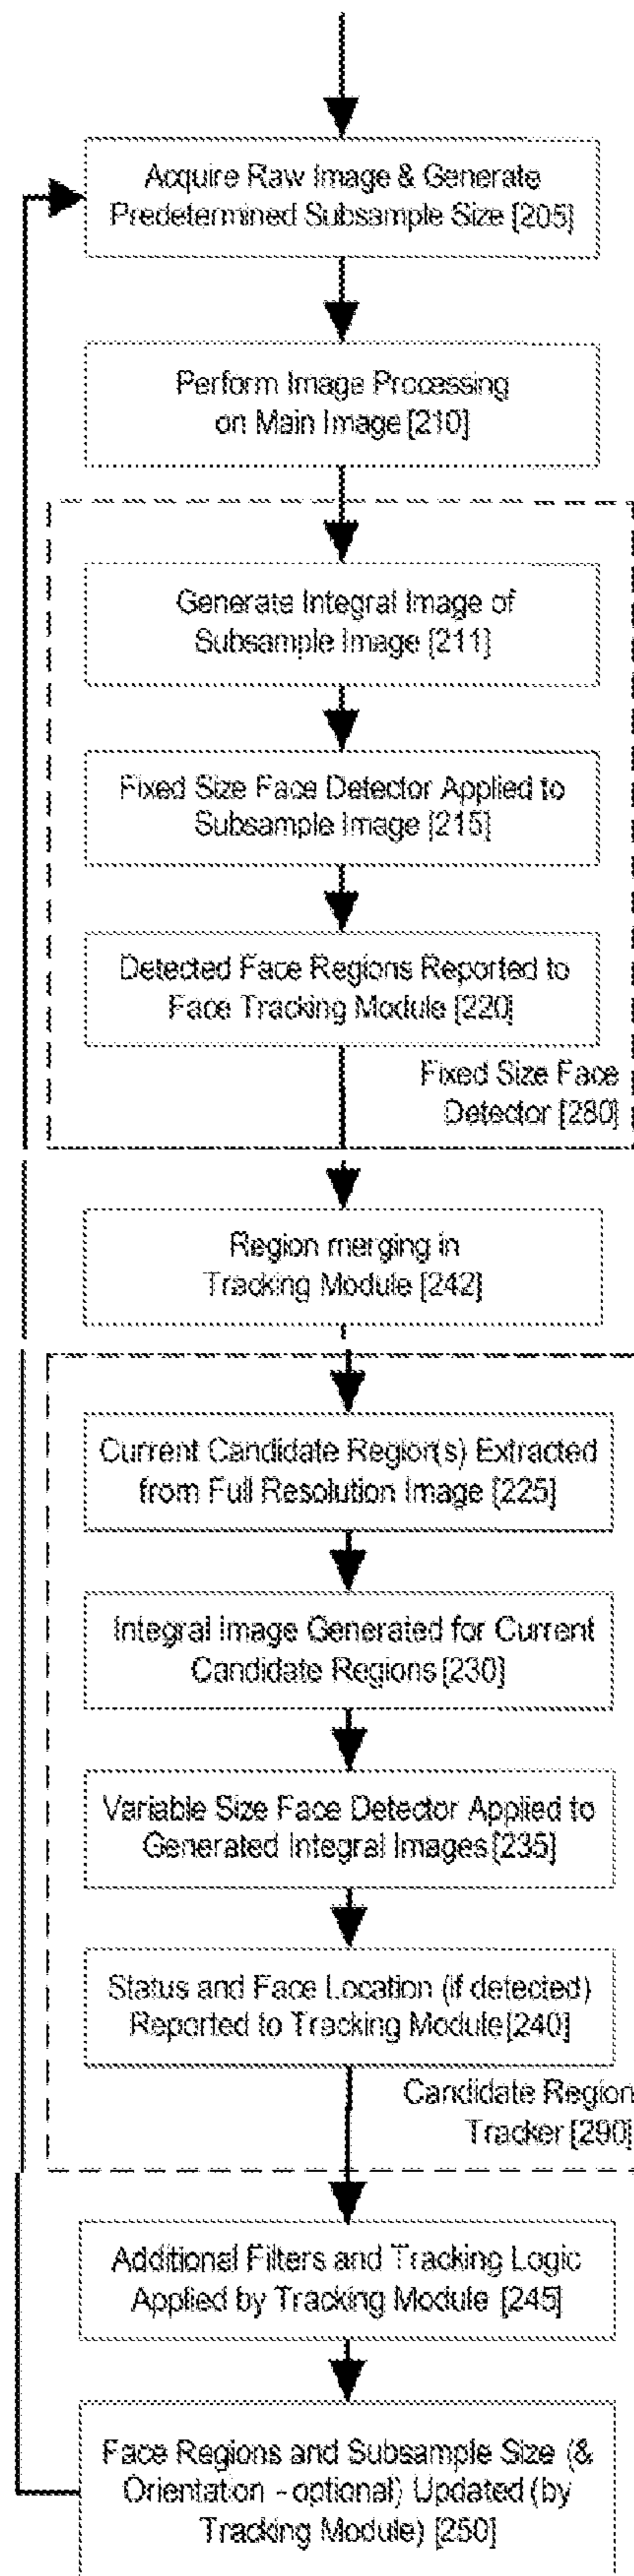 Acquire Raw Image & Generate
Predetermined Subsample Size [205]
Perform Image Processing
on Main Image [210]
Generate Integral Image of
Subsample Image [211]
Fixed Size Face Detector Applied to
Subsample Image [215]
Detected Face Regions Reported to
Face Tracking Module [220]
Fixed Size Face
Detector [280]
Region merging in
Tracking Module [242]
Current Candidate Region(s) Extracted
from Full Resolution Image [225]
Integral Image Generated for Current
Candidate Regions [230]
Variable Size Face Detector Applied to
Generated Integral Images [235]
Status and Face Location (if detected)
Reported to Tracking Module [240]
Candidate Region
Tracker [290]
Additional Filters and Tracking Logic
Applied by Tracking Module [245]
Face Regions and Subsample Size (&
Orientation - optional) Updated (by
Tracking Module) [250]